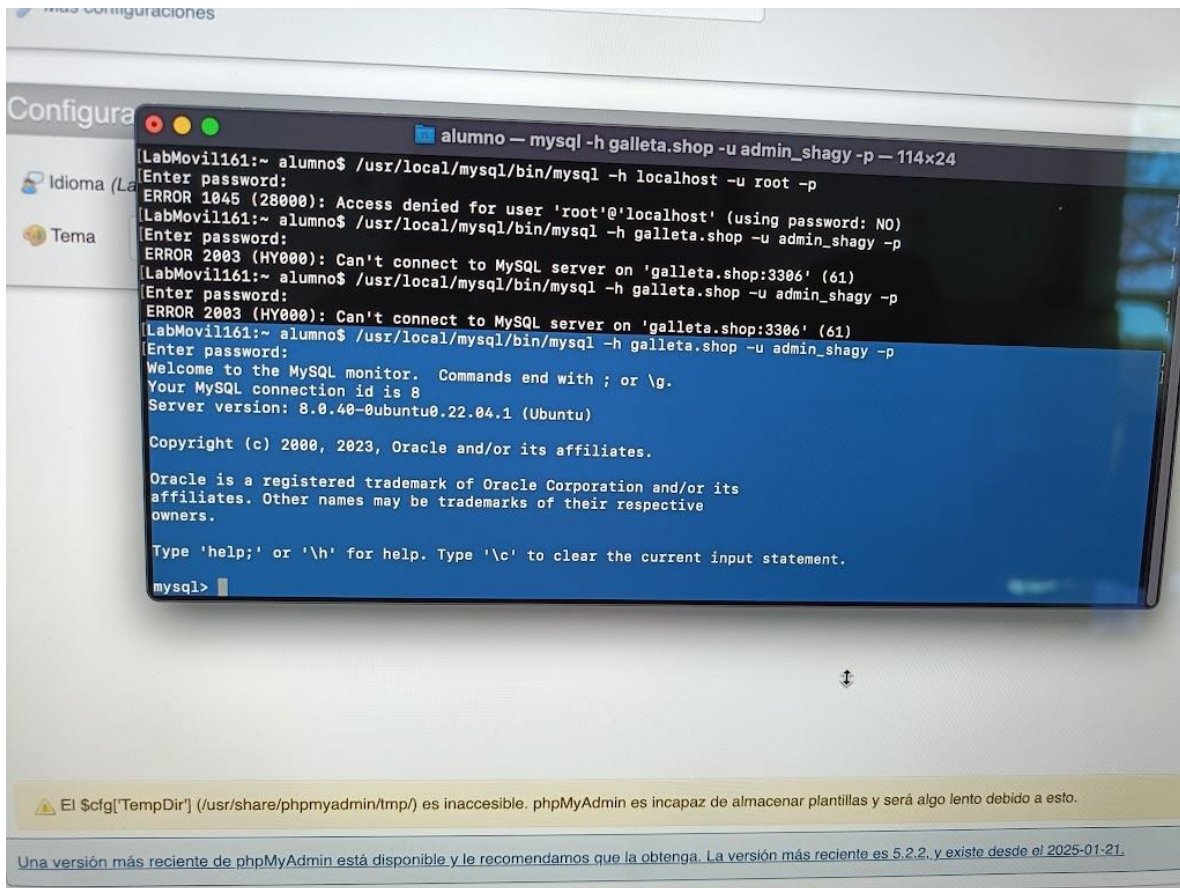 Más configuraciones
Configura
Idioma (La
Tema
alumno — mysql -h galleta.shop -u admin_shagy -p — 114×24
[LabMovil161:~ alumno$ /usr/local/mysql/bin/mysql -h localhost -u root -p
[Enter password:
ERROR 1045 (28000): Access denied for user 'root'@'localhost' (using password: NO)
[LabMovil161:~ alumno$ /usr/local/mysql/bin/mysql -h galleta.shop -u admin_shagy -p
[Enter password:
ERROR 2003 (HY000): Can't connect to MySQL server on 'galleta.shop:3306' (61)
[LabMovil161:~ alumno$ /usr/local/mysql/bin/mysql -h galleta.shop -u admin_shagy -p
[Enter password:
ERROR 2003 (HY000): Can't connect to MySQL server on 'galleta.shop:3306' (61)
[LabMovil161:~ alumno$ /usr/local/mysql/bin/mysql -h galleta.shop -u admin_shagy -p
[Enter password:
Welcome to the MySQL monitor.  Commands end with ; or \g.
Your MySQL connection id is 8
Server version: 8.0.40-0ubuntu0.22.04.1 (Ubuntu)
Copyright (c) 2000, 2023, Oracle and/or its affiliates.
Oracle is a registered trademark of Oracle Corporation and/or its
affiliates. Other names may be trademarks of their respective
owners.
Type 'help;' or '\h' for help. Type '\c' to clear the current input statement.
mysql>
El $cfg['TempDir'] (/usr/share/phpmyadmin/tmp/) es inaccesible. phpMyAdmin es incapaz de almacenar plantillas y será algo lento debido a esto.
Una versión más reciente de phpMyAdmin está disponible y le recomendamos que la obtenga. La versión más reciente es 5.2.2, y existe desde el 2025-01-21.